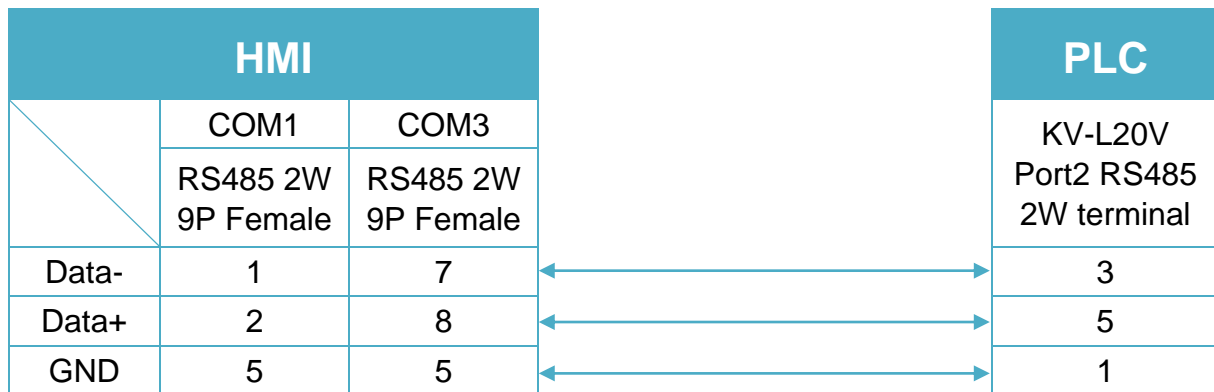 HMI PLC
COM1 COM3
RS485 2W RS485 2W
9P Female 9P Female
KV-L20V
Port2 RS485
2W terminal
Data- 1 7 3
Data+ 2 8 5
GND 5 5 1